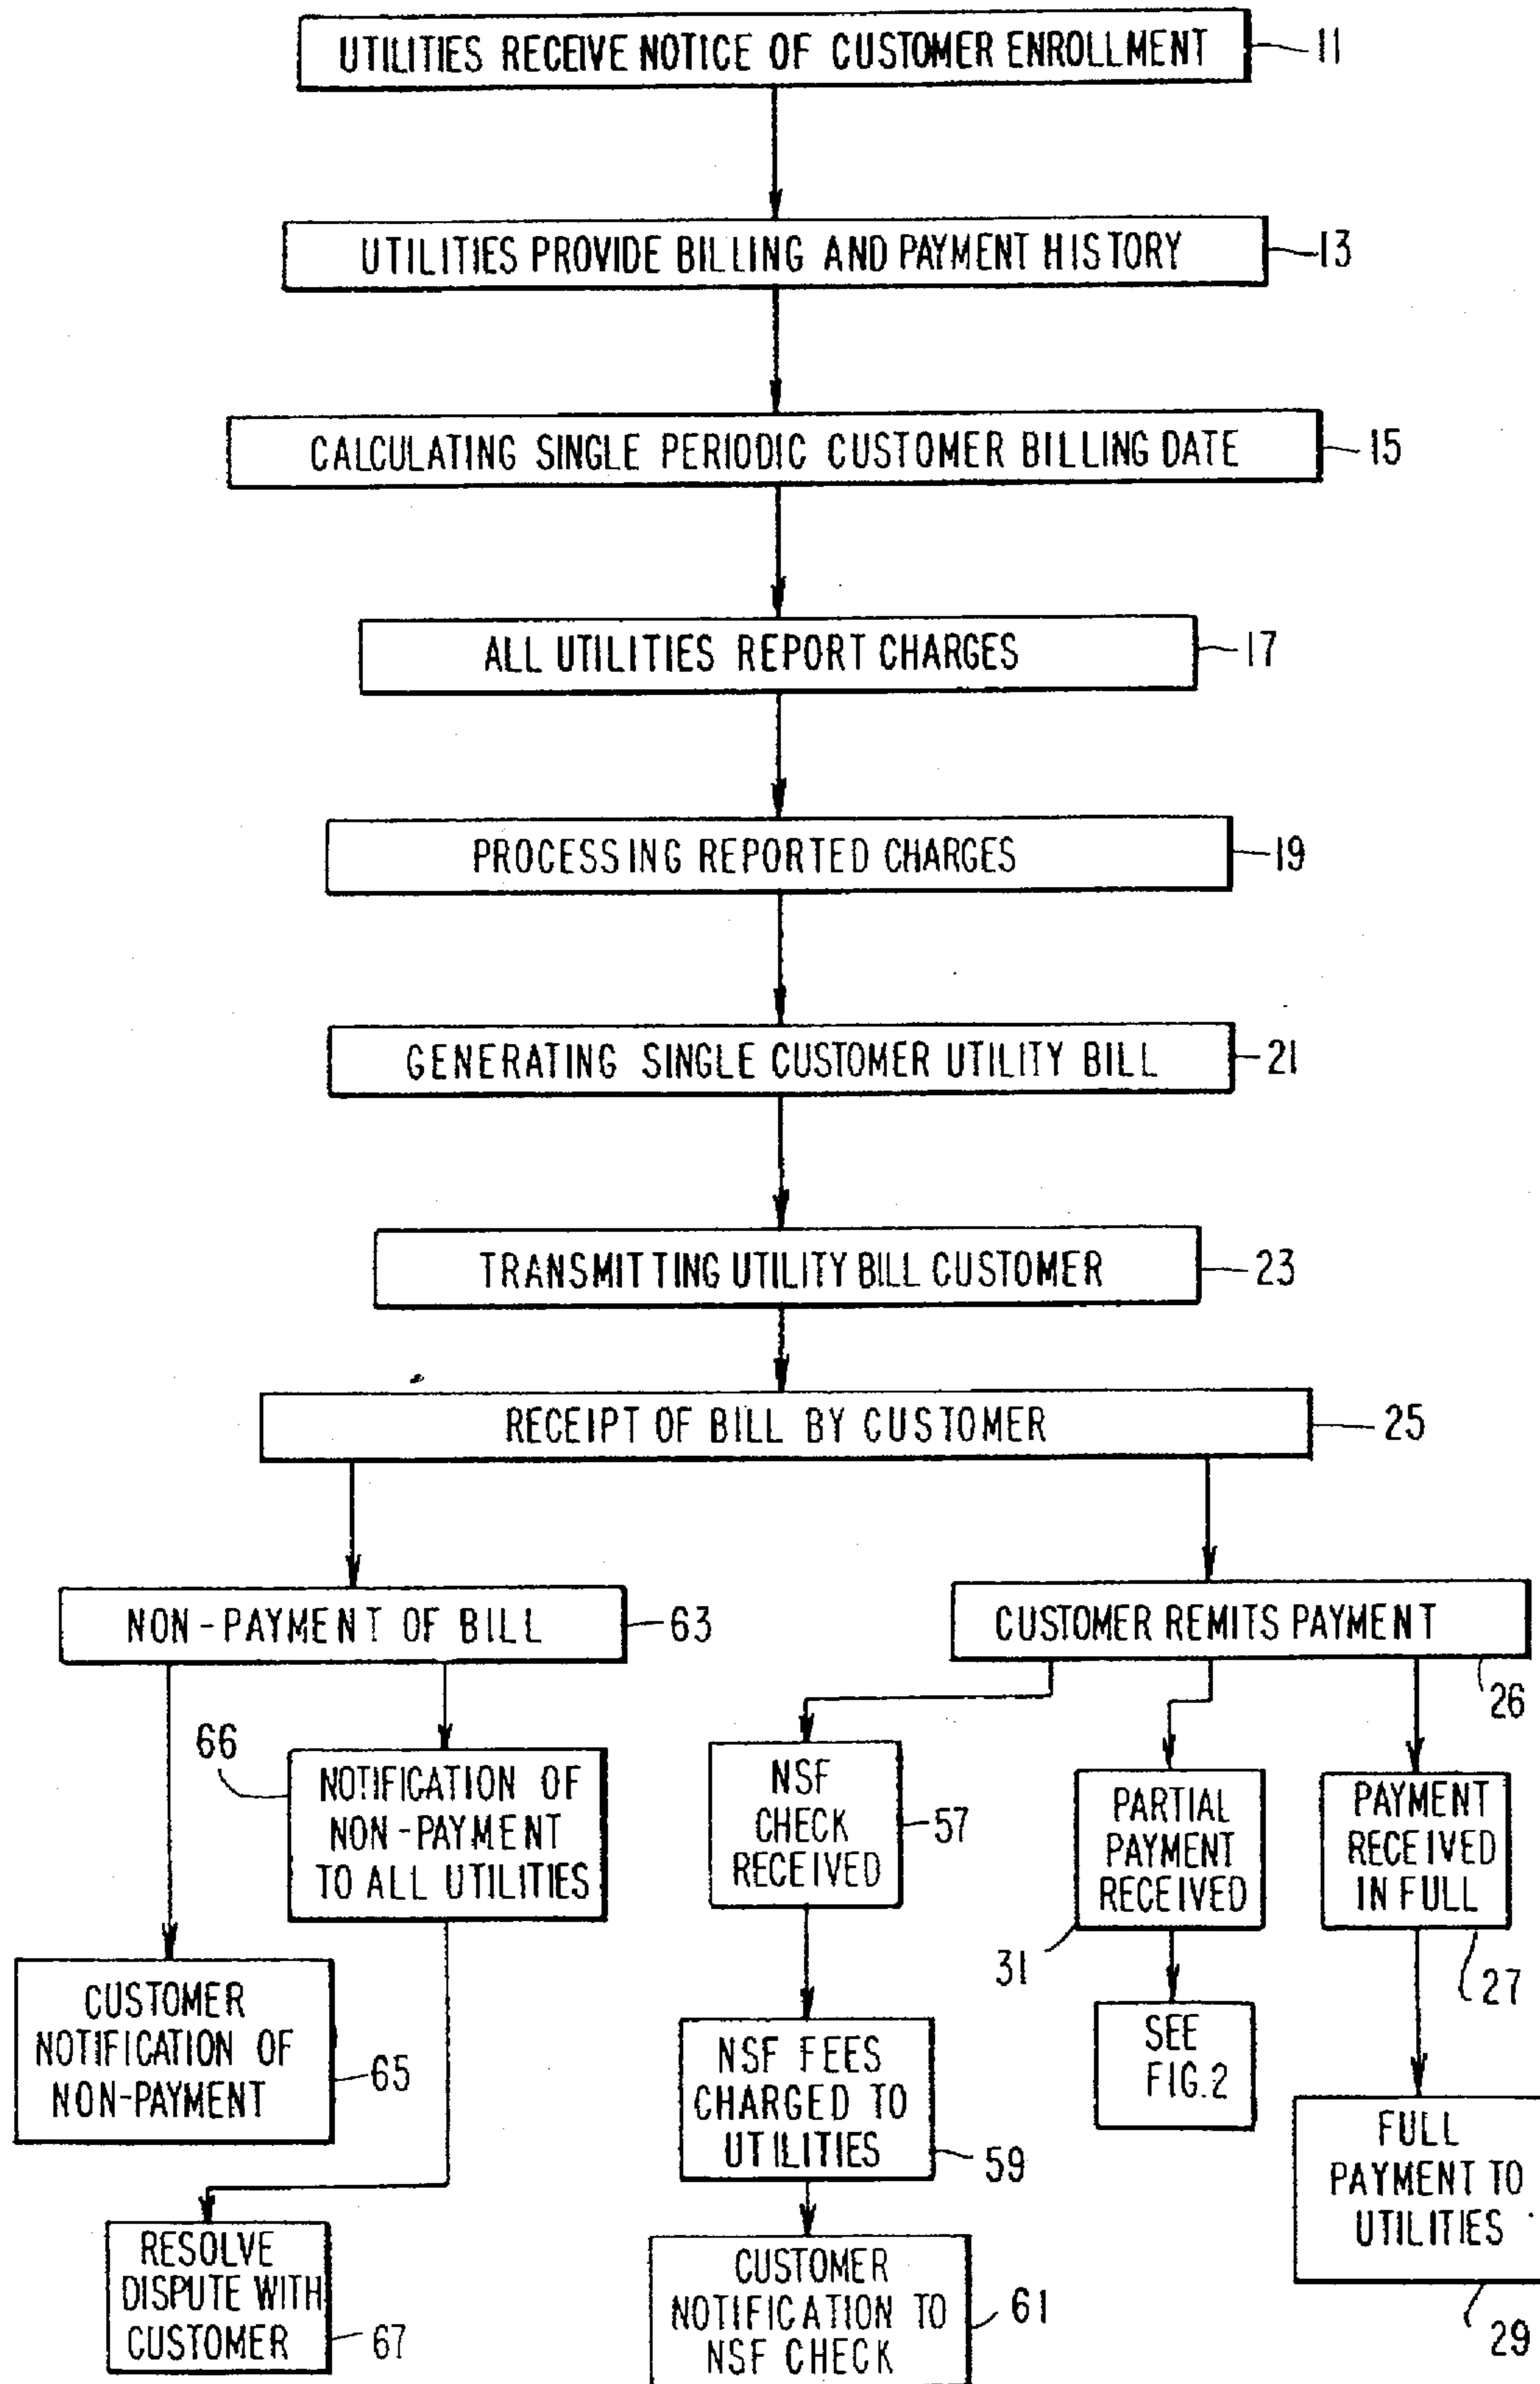 UTILITIES RECEIVE NOTICE OF CUSTOMER ENROLLMENT 11
UTILITIES PROVIDE BILLING AND PAYMENT HISTORY 13
CALCULATING SINGLE PERIODIC CUSTOMER BILLING DATE 15
ALL UTILITIES REPORT CHARGES 17
PROCESSING REPORTED CHARGES 19
GENERATING SINGLE CUSTOMER UTILITY BILL 21
TRANSMITTING UTILITY BILL CUSTOMER 23
RECEIPT OF BILL BY CUSTOMER 25
NON-PAYMENT OF BILL 63
CUSTOMER REMITS PAYMENT
26
66
NOTIFICATION OF
NON-PAYMENT
TO ALL UTILITIES
CUSTOMER
NOTIFICATION OF
NON-PAYMENT
65
RESOLVE
DISPUTE WITH
CUSTOMER
67
NSF
CHECK
RECEIVED
57
NSF FEES
CHARGED TO
UTILITIES
59
CUSTOMER
NOTIFICATION TO
NSF CHECK
61
PARTIAL
PAYMENT
RECEIVED
31
SEE
FIG.2
PAYMENT
RECEIVED
IN FULL
27
FULL
PAYMENT TO
UTILITIES
29